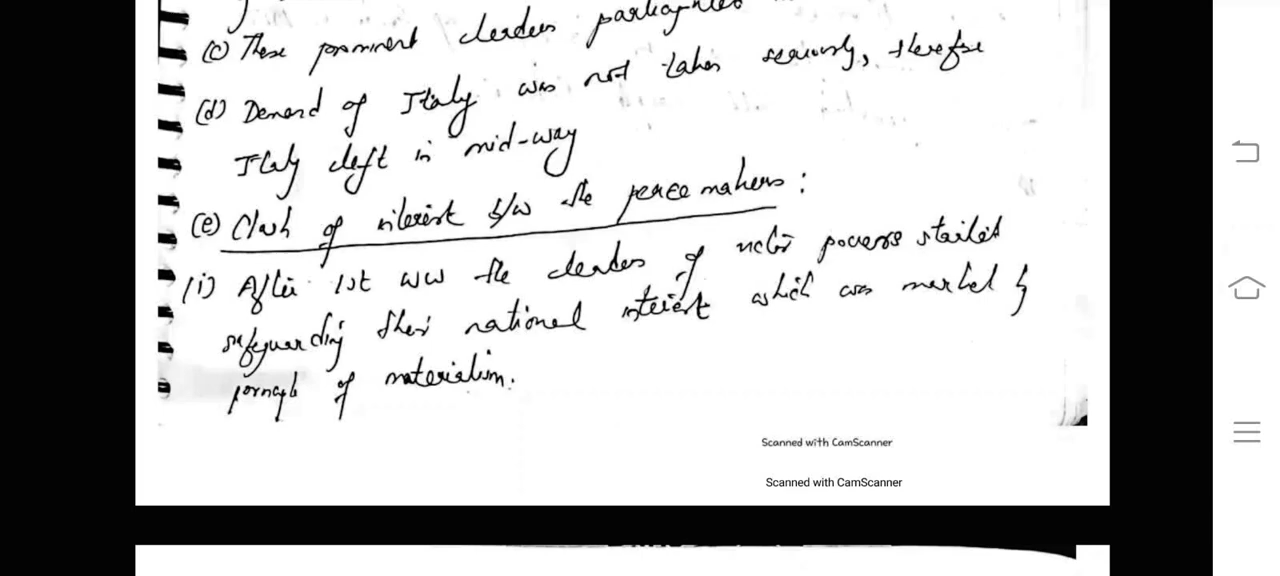 (c) These prominent leaders participated
(d) Demand of Italy was not taken seriously, therefore
Italy left in mid-way
(e) Clash of interest b/w the peace makers :
(i) After 1st WW the leaders of victor powers started
safeguarding their national interest which was marked by
principle of materialism.
Scanned with CamScanner
Scanned with CamScanner